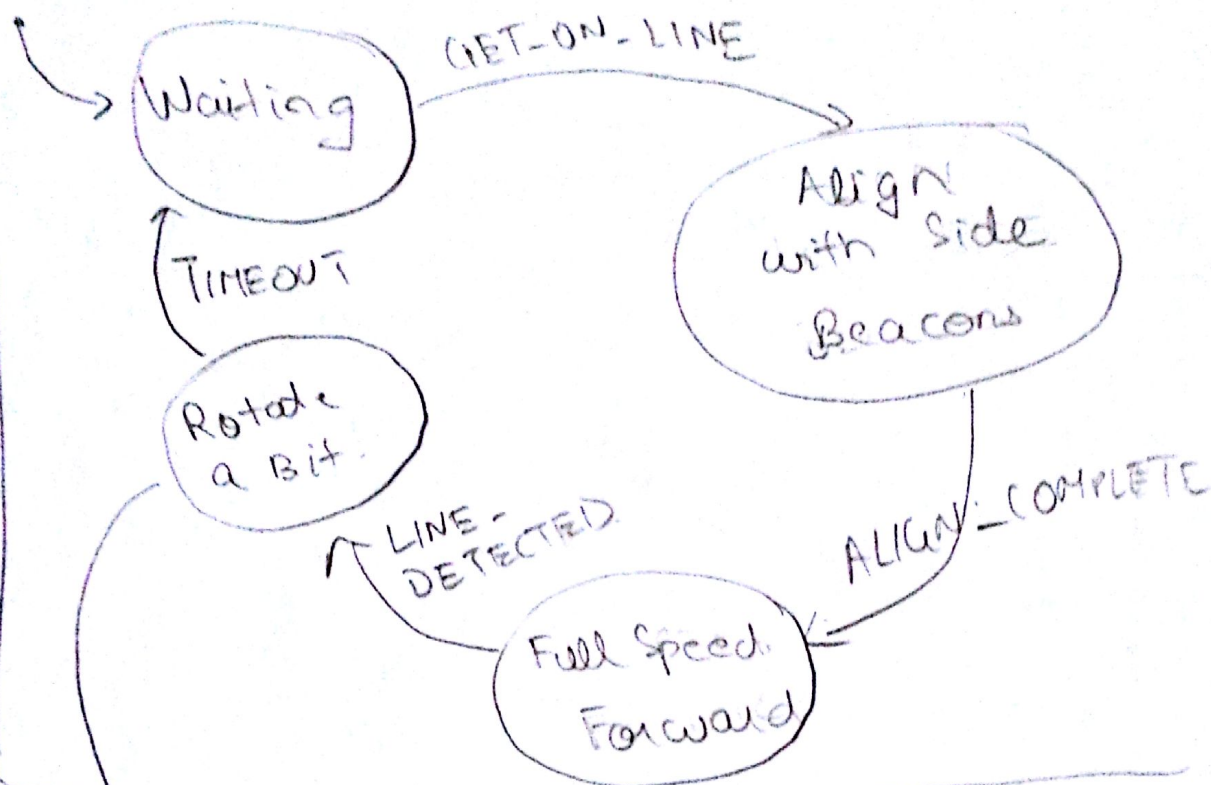 GET-ON-LINE
Waiting
Align
with Side
Beacons
TIMEOUT
Rotate
a Bit.
LINE-
DETECTED
ALIGN_COMPLETE
Full Speed
Forward